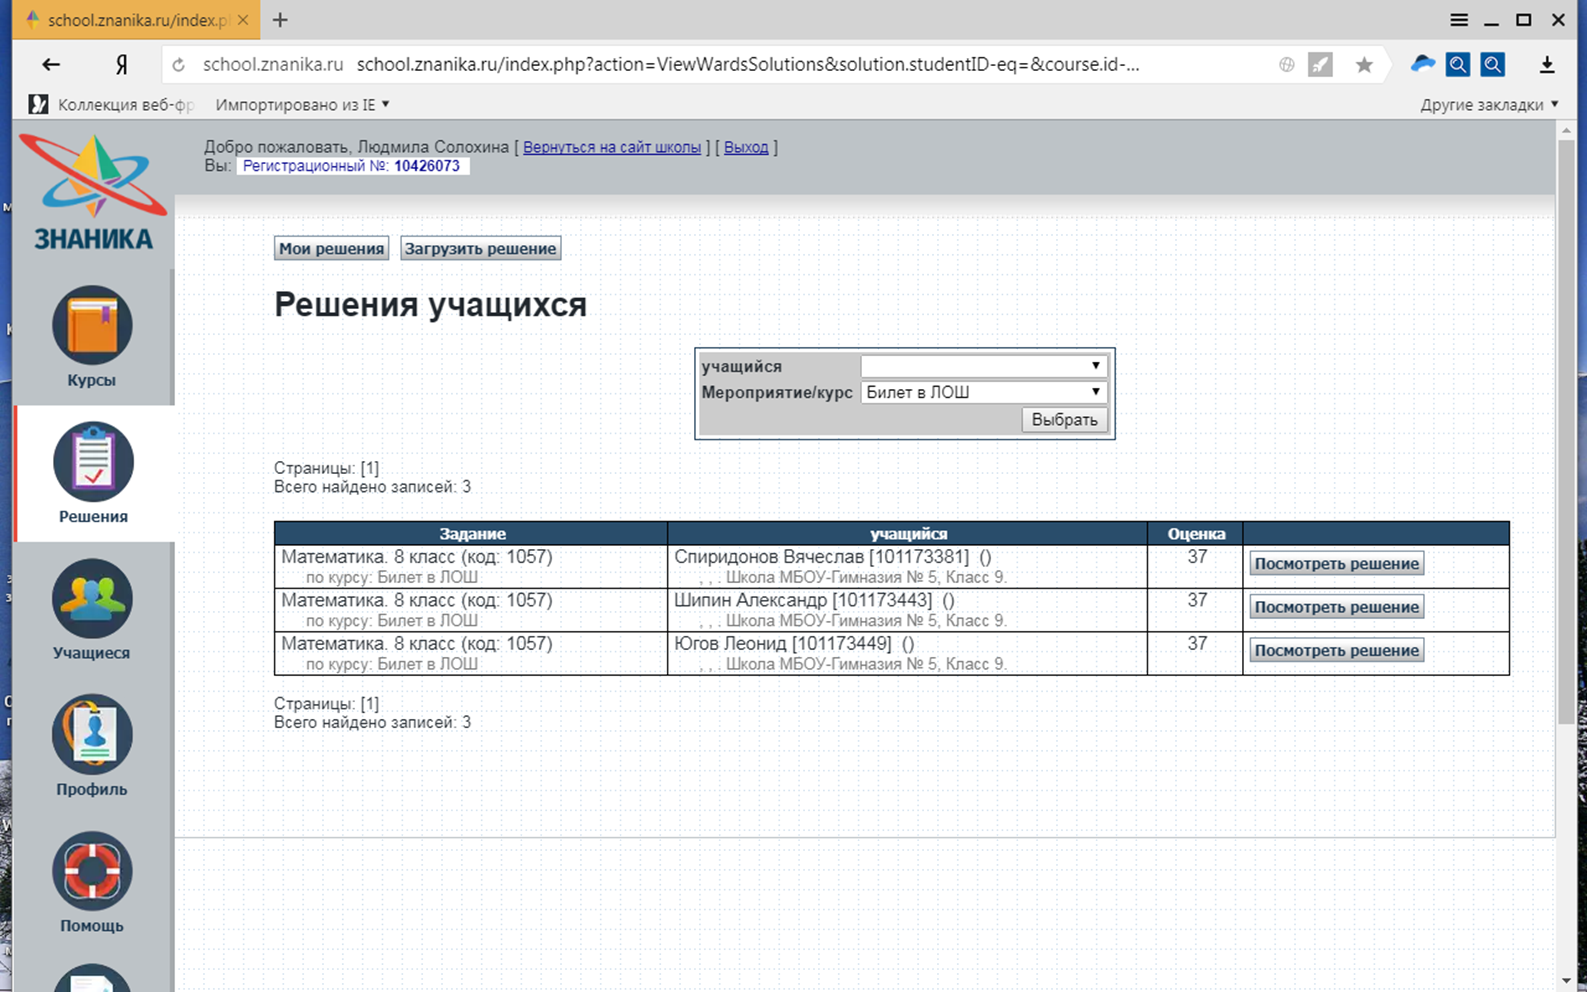 school.znanika.ru/index.p
school.znanika.ru school.znanika.ru/index.php?action=ViewWardsSolutions&solution.studentID-eq=&course.id-...
Коллекция веб-фр Импортировано из IE Другие закладки
Добро пожаловать, Людмила Солохина [ Вернуться на сайт школы ] [ Выход ]
Вы: Регистрационный №: 10426073
ЗНАНИКА
Курсы
Решения
Учащиеся
Профиль
Помощь
Мои решения Загрузить решение
Решения учащихся
учащийся
Мероприятие/курс Билет в ЛОШ
Выбрать
Страницы: [1]
Всего найдено записей: 3
Задание учащийся Оценка
Математика. 8 класс (код: 1057) Спиридонов Вячеслав [101173381] () 37 Посмотреть решение
по курсу: Билет в ЛОШ , , . Школа МБОУ-Гимназия № 5, Класс 9.
Математика. 8 класс (код: 1057) Шипин Александр [101173443] () 37 Посмотреть решение
по курсу: Билет в ЛОШ , , . Школа МБОУ-Гимназия № 5, Класс 9.
Математика. 8 класс (код: 1057) Югов Леонид [101173449] () 37 Посмотреть решение
по курсу: Билет в ЛОШ , , . Школа МБОУ-Гимназия № 5, Класс 9.
Страницы: [1]
Всего найдено записей: 3